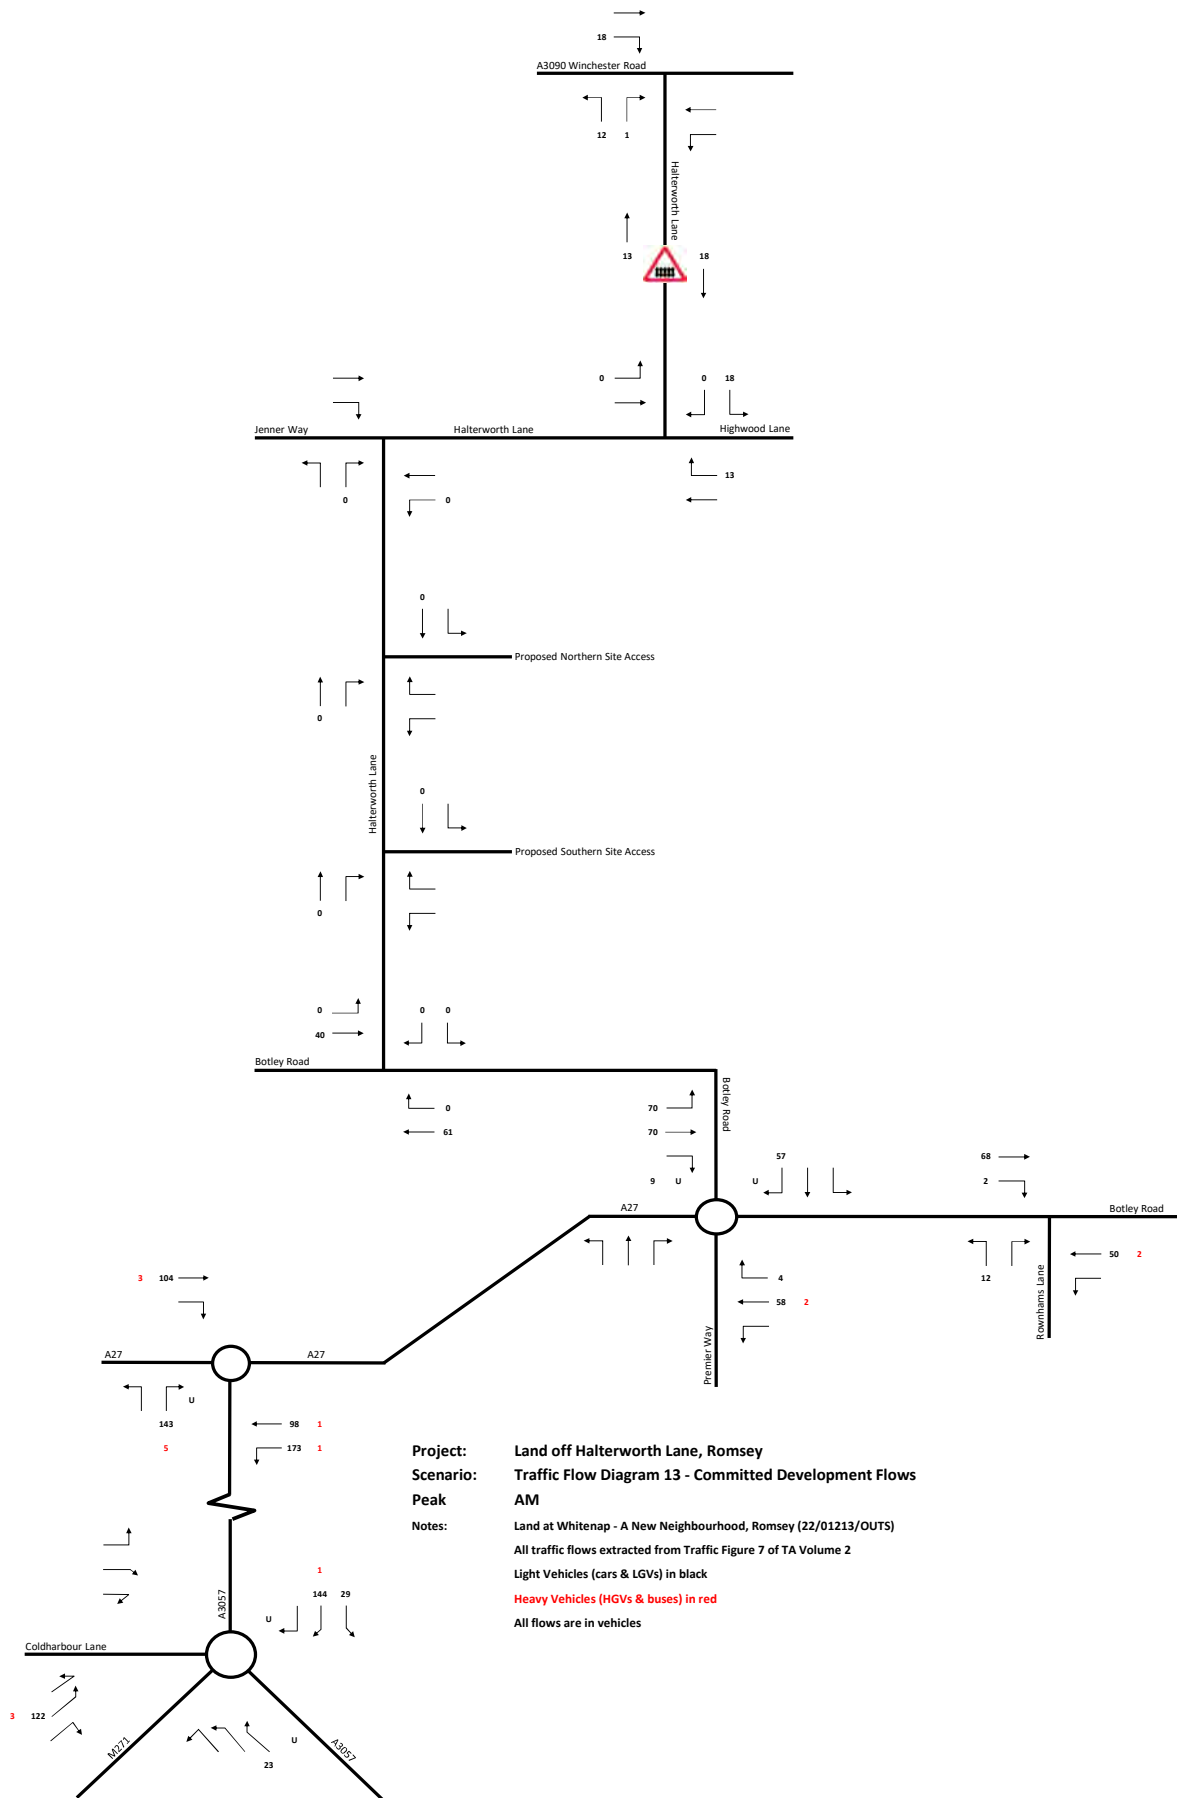 18
A3090 Winchester Road
12 1
Halterworth Lane
13 18
0 0 18
Jenner Way Halterworth Lane Highwood Lane
13
0 0
0
Proposed Northern Site Access
0
Halterworth Lane
0
Proposed Southern Site Access
0
0 0 0
40
Botley Road
Botley Road
0 70
61 70
57 68
9 U U 2
A27 Botley Road
3 104 4 12 50 2
58 2
Rownhams Lane
Premier Way
A27 A27
U
143 98 1
5 173 1
Project: Land off Halterworth Lane, Romsey
Scenario: Traffic Flow Diagram 13 - Committed Development Flows
Peak AM
Notes: Land at Whitenap - A New Neighbourhood, Romsey (22/01213/OUTS)
All traffic flows extracted from Traffic Figure 7 of TA Volume 2
Light Vehicles (cars & LGVs) in black
Heavy Vehicles (HGVs & buses) in red
All flows are in vehicles
1
144 29
A3057
U
Coldharbour Lane
3 122
M271
U
A3057
23